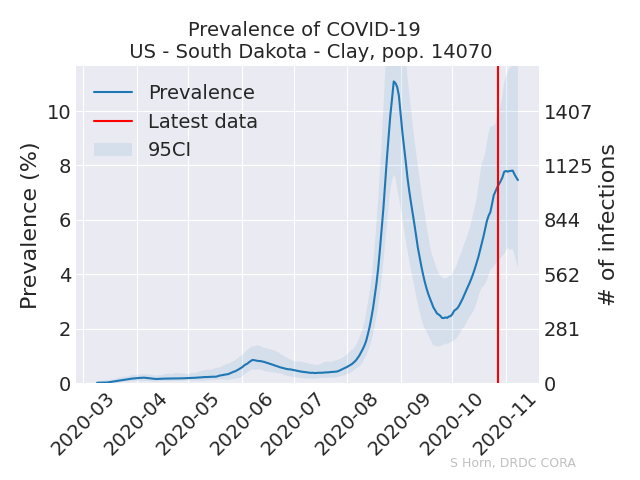 Prevalence of COVID-19
US - South Dakota - Clay, pop. 14070
Prevalence
Latest data
95CI
Prevalence (%)
10
8
6
4
2
0
1407
1125
844
562
281
0
# of infections
2020-03
2020-04
2020-05
2020-06
2020-07
2020-08
2020-09
2020-10
2020-11
S Horn, DRDC CORA